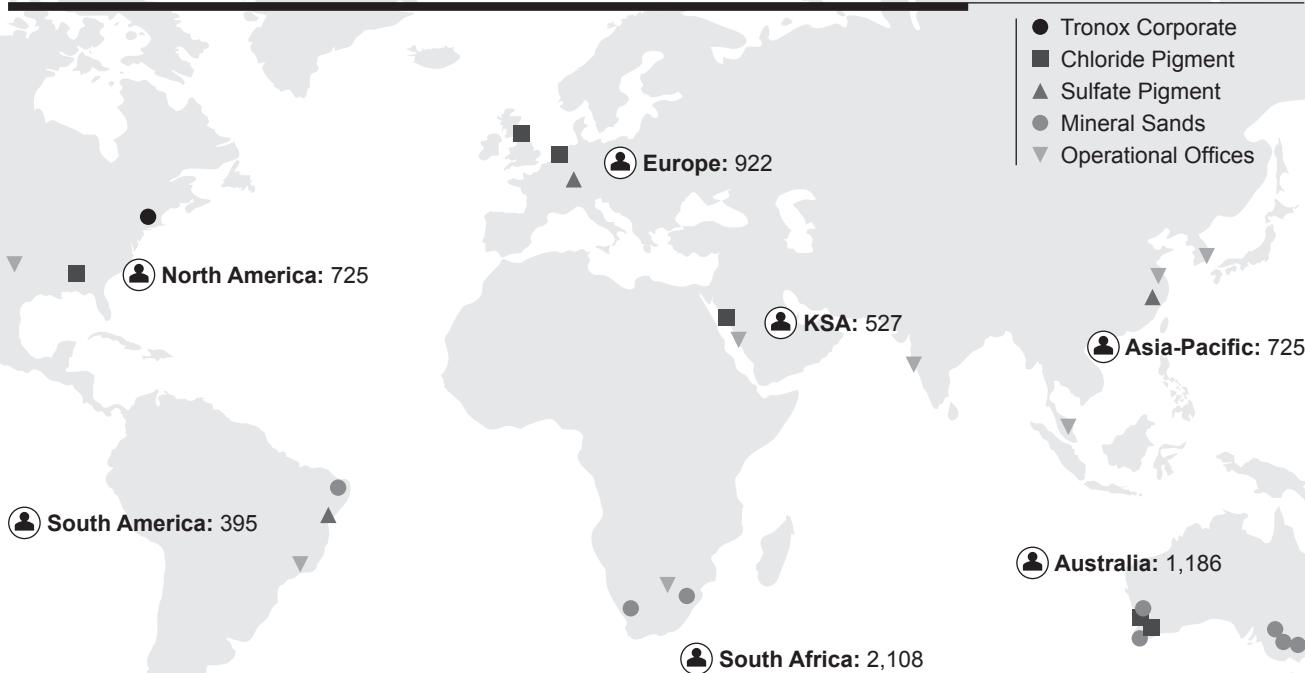 Tronox Corporate
Chloride Pigment
Sulfate Pigment
Mineral Sands
Operational Offices
Europe: 922
North America: 725
KSA: 527
Asia-Pacific: 725
South America: 395
Australia: 1,186
South Africa: 2,108